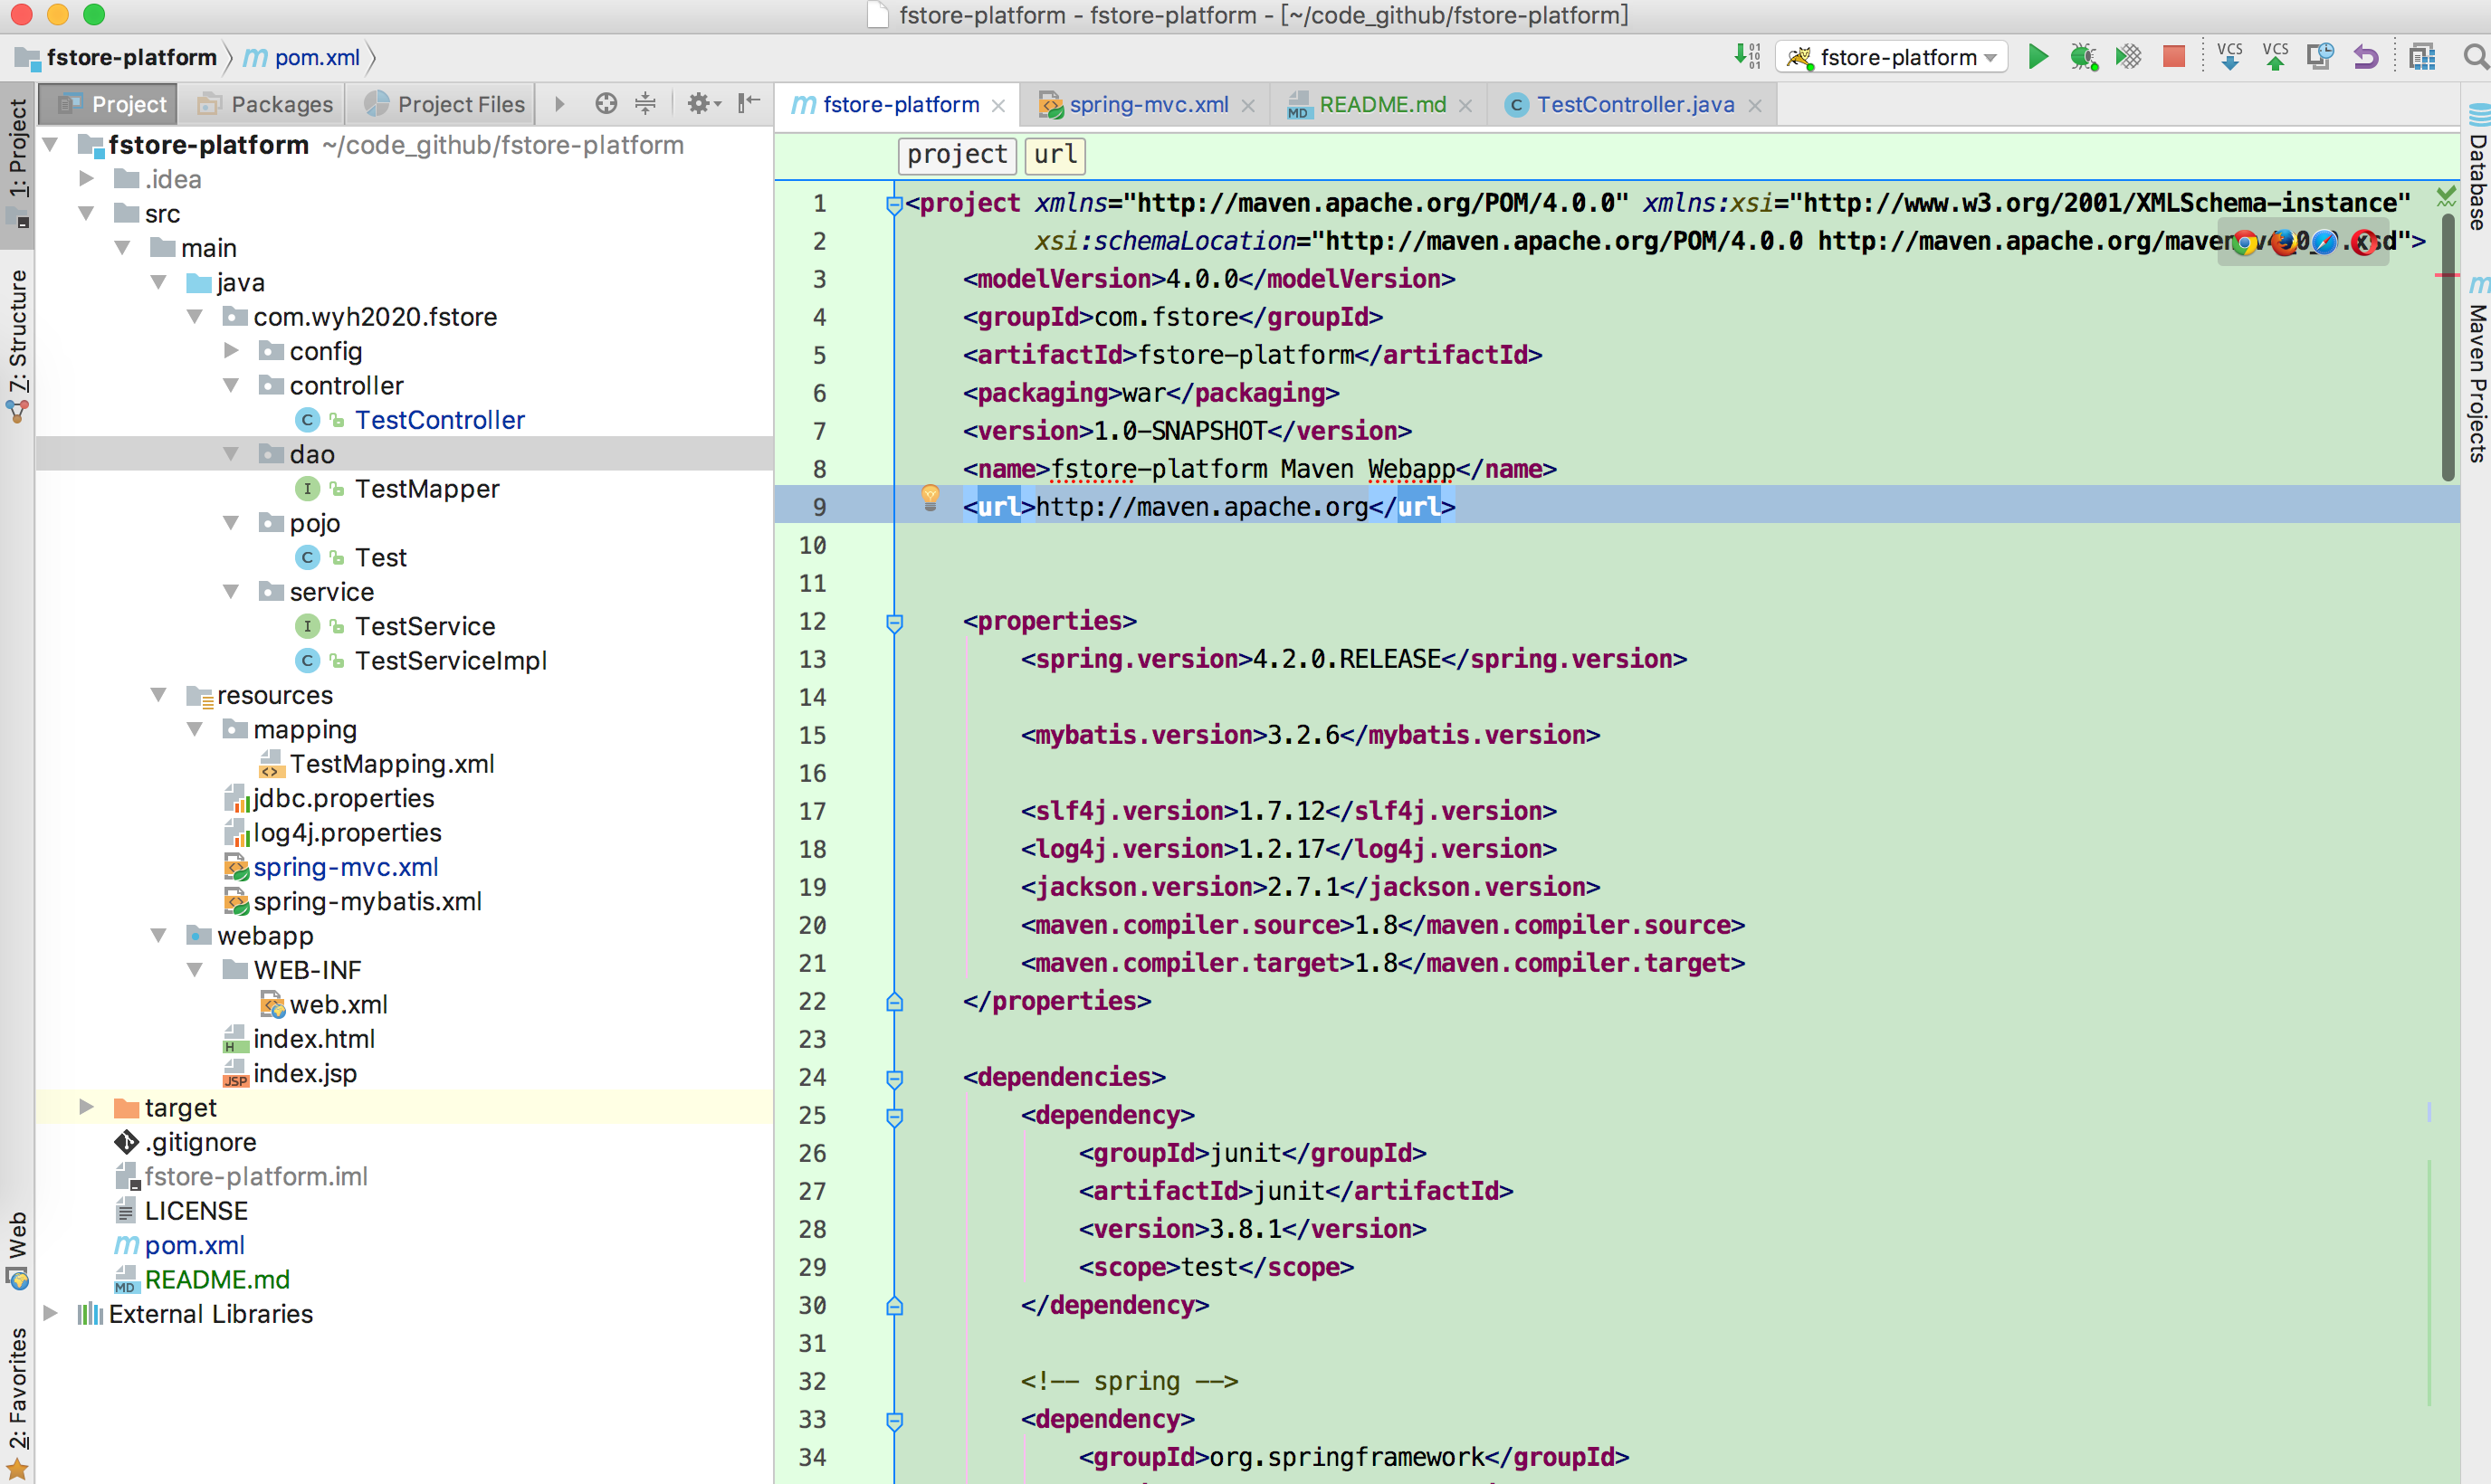 fstore-platform - fstore-platform - [~/code_github/fstore-platform]
fstore-platform pom.xml
fstore-platform VCS VCS
Project Packages Project Files
fstore-platform spring-mvc.xml README.md TestController.java
1: Project
7: Structure
Web
2: Favorites
fstore-platform ~/code_github/fstore-platform
.idea
src
main
java
com.wyh2020.fstore
config
controller
TestController
dao
TestMapper
pojo
Test
service
TestService
TestServiceImpl
resources
mapping
TestMapping.xml
jdbc.properties
log4j.properties
spring-mvc.xml
spring-mybatis.xml
webapp
WEB-INF
web.xml
index.html
index.jsp
target
.gitignore
fstore-platform.iml
LICENSE
pom.xml
README.md
External Libraries
project url
1 <project xmlns="http://maven.apache.org/POM/4.0.0" xmlns:xsi="http://www.w3.org/2001/XMLSchema-instance"
2 xsi:schemaLocation="http://maven.apache.org/POM/4.0.0 http://maven.apache.org/maven-v4_0_0.xsd">
3 <modelVersion>4.0.0</modelVersion>
4 <groupId>com.fstore</groupId>
5 <artifactId>fstore-platform</artifactId>
6 <packaging>war</packaging>
7 <version>1.0-SNAPSHOT</version>
8 <name>fstore-platform Maven Webapp</name>
9 <url>http://maven.apache.org</url>
10
11
12 <properties>
13 <spring.version>4.2.0.RELEASE</spring.version>
14
15 <mybatis.version>3.2.6</mybatis.version>
16
17 <slf4j.version>1.7.12</slf4j.version>
18 <log4j.version>1.2.17</log4j.version>
19 <jackson.version>2.7.1</jackson.version>
20 <maven.compiler.source>1.8</maven.compiler.source>
21 <maven.compiler.target>1.8</maven.compiler.target>
22 </properties>
23
24 <dependencies>
25 <dependency>
26 <groupId>junit</groupId>
27 <artifactId>junit</artifactId>
28 <version>3.8.1</version>
29 <scope>test</scope>
30 </dependency>
31
32 <!-- spring -->
33 <dependency>
34 <groupId>org.springframework</groupId>
Database
Maven Projects